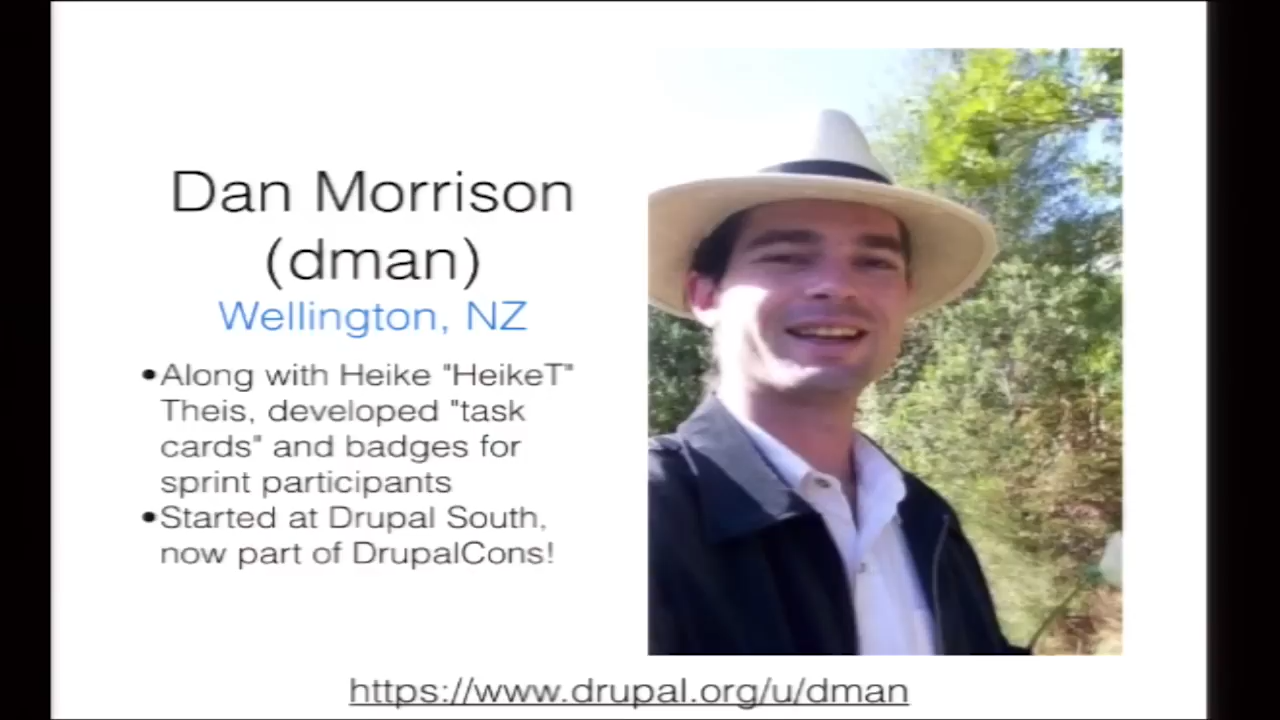 Dan Morrison
(dman)
Wellington, NZ
•Along with Heike "HeikeT"
Theis, developed "task
cards" and badges for
sprint participants
•Started at Drupal South,
now part of DrupalCons!
https://www.drupal.org/u/dman